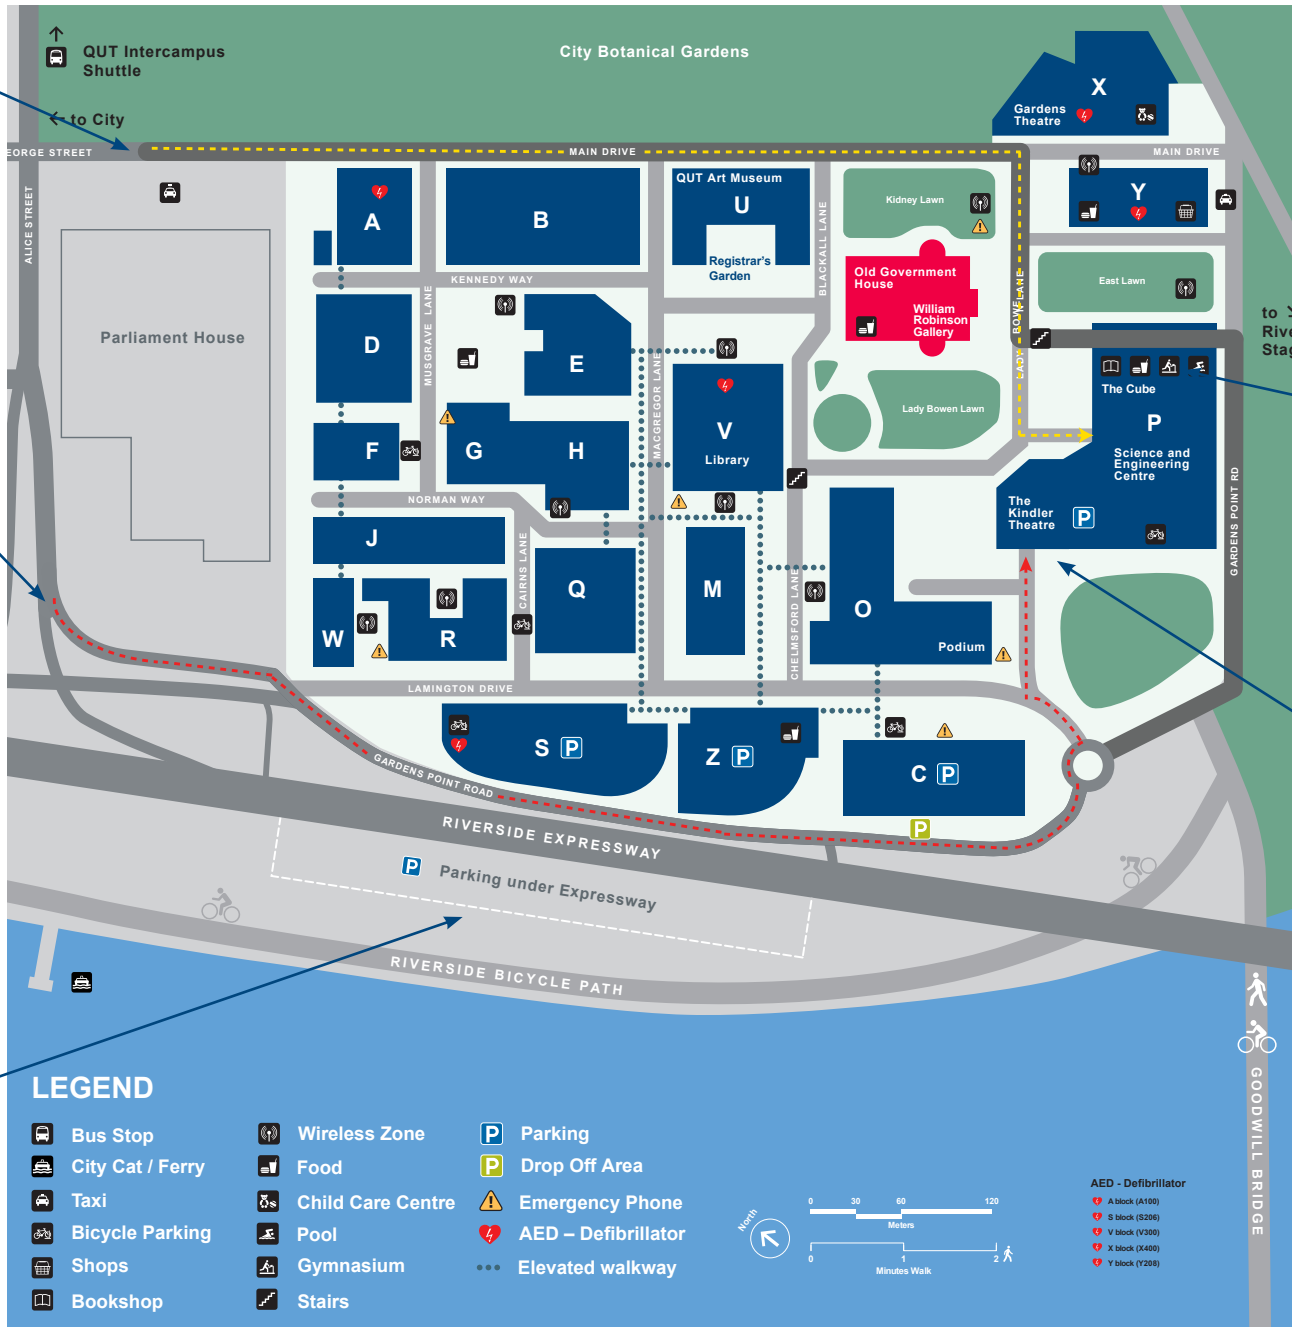 QUT Intercampus
Shuttle
City Botanical Gardens
to City
X
Gardens
Theatre
EORGE STREET
MAIN DRIVE
MAIN DRIVE
ALICE STREET
A
B
QUT Art Museum
U
Registrar's
Garden
BLACKALL LANE
Kidney Lawn
Y
KENNEDY WAY
Old Government
House
William
Robinson
Gallery
East Lawn
to
Rive
Stag
LADY BOWEN LANE
Parliament House
D
MUSGRAVE LANE
E
MACGREGOR LANE
The Cube
P
Science and
Engineering
Centre
Lady Bowen Lawn
F
G
H
V
Library
GARDENS POINT RD
NORMAN WAY
The
Kindler
Theatre
P
J
CAIRNS LANE
Q
M
CHELMSFORD LANE
O
Podium
W
R
LAMINGTON DRIVE
S P
Z P
C P
GARDENS POINT ROAD
P
RIVERSIDE EXPRESSWAY
P Parking under Expressway
RIVERSIDE BICYCLE PATH
GOODWILL BRIDGE
LEGEND
Bus Stop
City Cat / Ferry
Taxi
Bicycle Parking
Shops
Bookshop
Wireless Zone
Food
Child Care Centre
Pool
Gymnasium
Stairs
P Parking
P Drop Off Area
Emergency Phone
AED – Defibrillator
Elevated walkway
North
0 30 60 120
Meters
0 1 2
Minutes Walk
AED - Defibrillator
A block (A100)
S block (S206)
V block (V300)
X block (X400)
Y block (Y208)